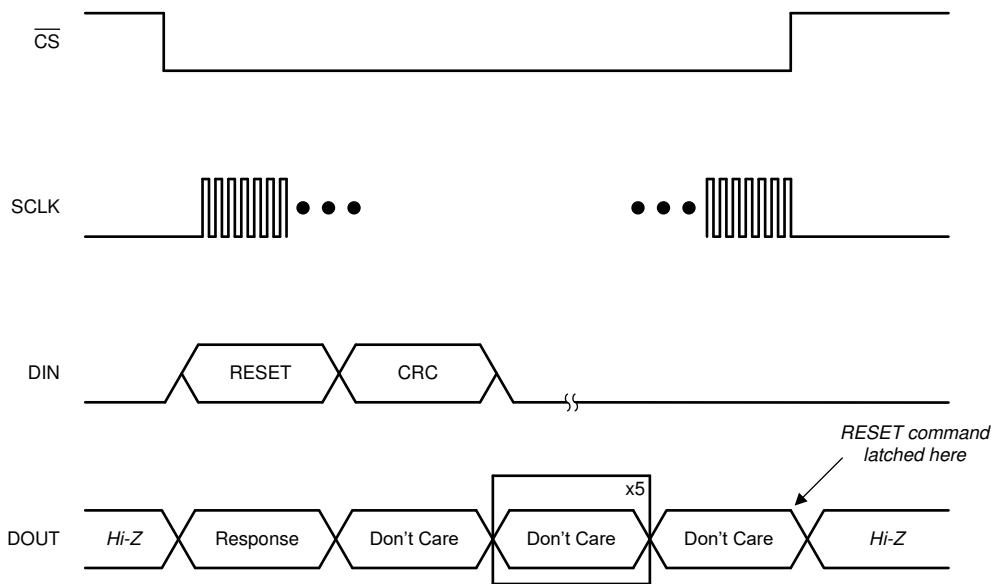 CS
SCLK
DIN
RESET
CRC
RESET command
latched here
x5
DOUT
Hi-Z
Response
Don't Care
Don't Care
Don't Care
Hi-Z